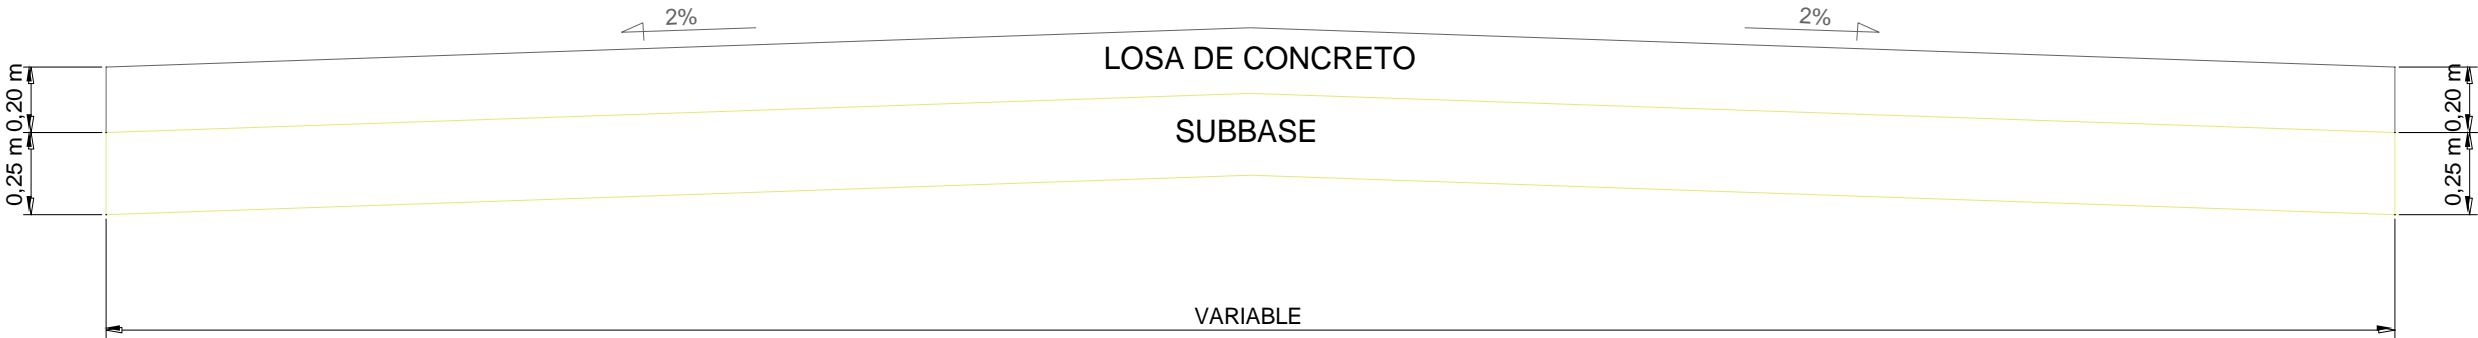 2%
2%
LOSA DE CONCRETO
0,20 m
0,20 m
SUBBASE
0,25 m
0,25 m
VARIABLE